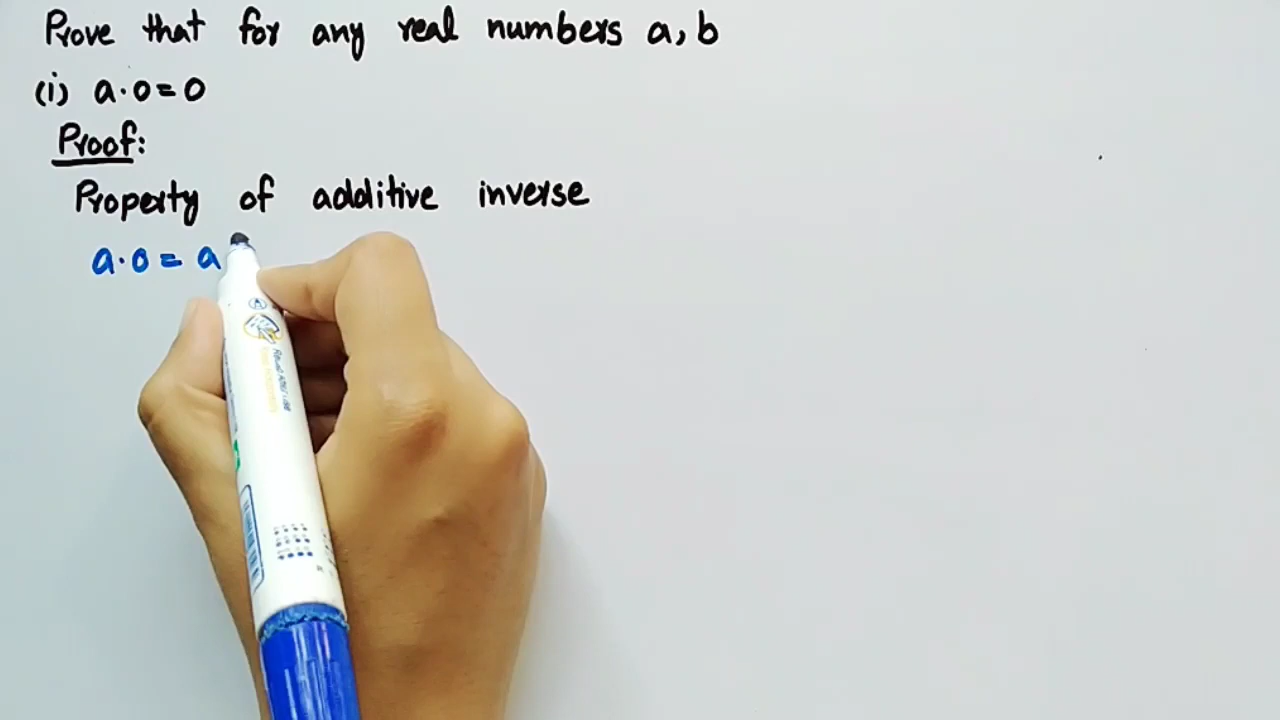 Prove that for any real numbers a, b
(i) a·0=0
Proof:
Property of additive inverse
a·0 = a